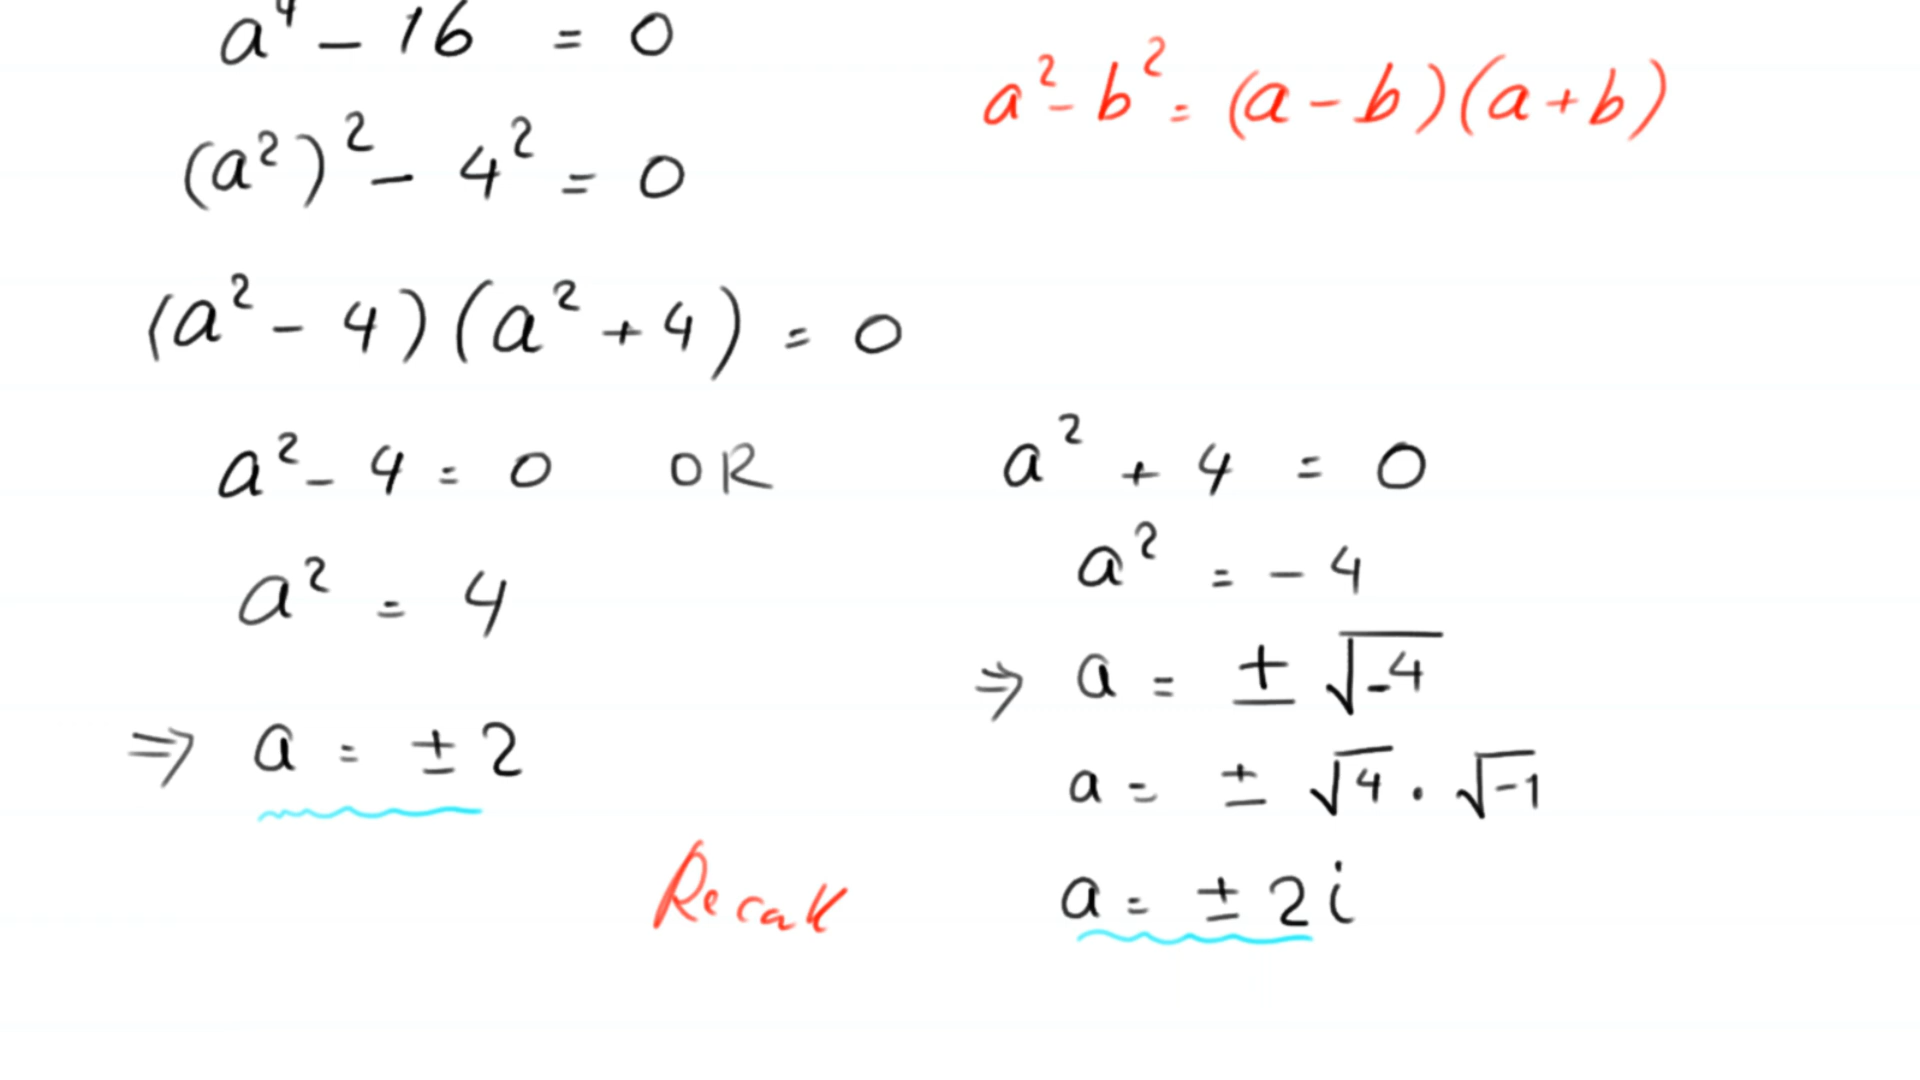 a⁴ - 16 = 0
a² - b² = (a - b)(a + b)
(a²)² - 4² = 0
(a² - 4)(a² + 4) = 0
a² - 4 = 0 OR a² + 4 = 0
a² = 4
a² = -4
⇒ a = ± √-4
⇒ a = ± 2
a = ± √4 · √-1
a = ± 2i